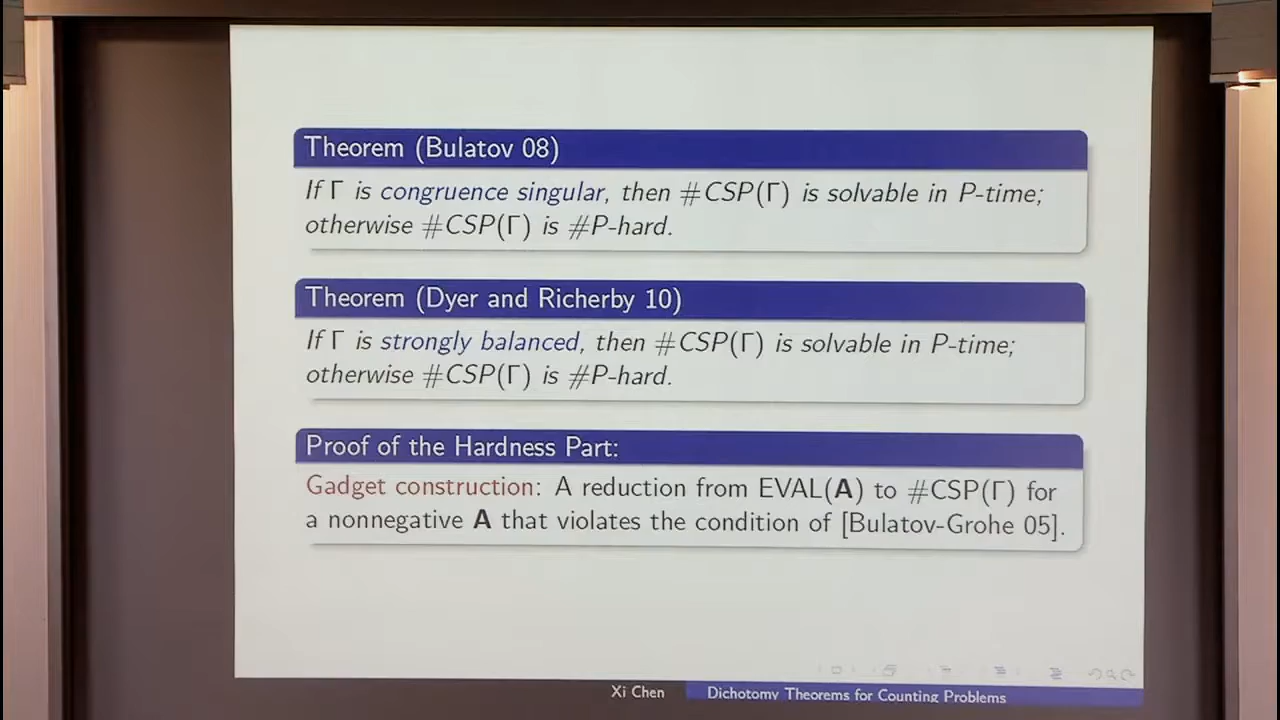 Theorem (Bulatov 08)
If Γ is congruence singular, then #CSP(Γ) is solvable in P-time;
otherwise #CSP(Γ) is #P-hard.
Theorem (Dyer and Richerby 10)
If Γ is strongly balanced, then #CSP(Γ) is solvable in P-time;
otherwise #CSP(Γ) is #P-hard.
Proof of the Hardness Part:
Gadget construction: A reduction from EVAL(A) to #CSP(Γ) for
a nonnegative A that violates the condition of [Bulatov-Grohe 05].
Xi Chen
Dichotomy Theorems for Counting Problems